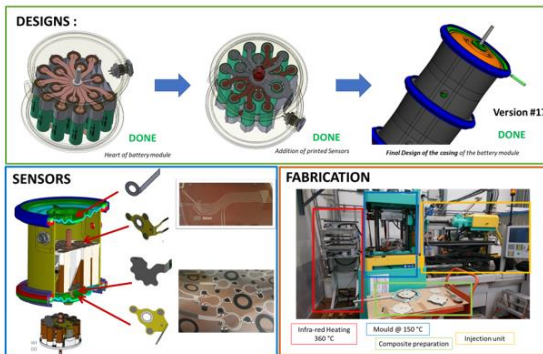 DESIGNS :
Version #17
DONE
DONE
DONE
Heart of battery module
Addition of printed Sensors
Final Design of the casing of the battery module
SENSORS
FABRICATION
Infra-red Heating
360 °C
Mould @ 150 °C
Composite preparation
Injection unit